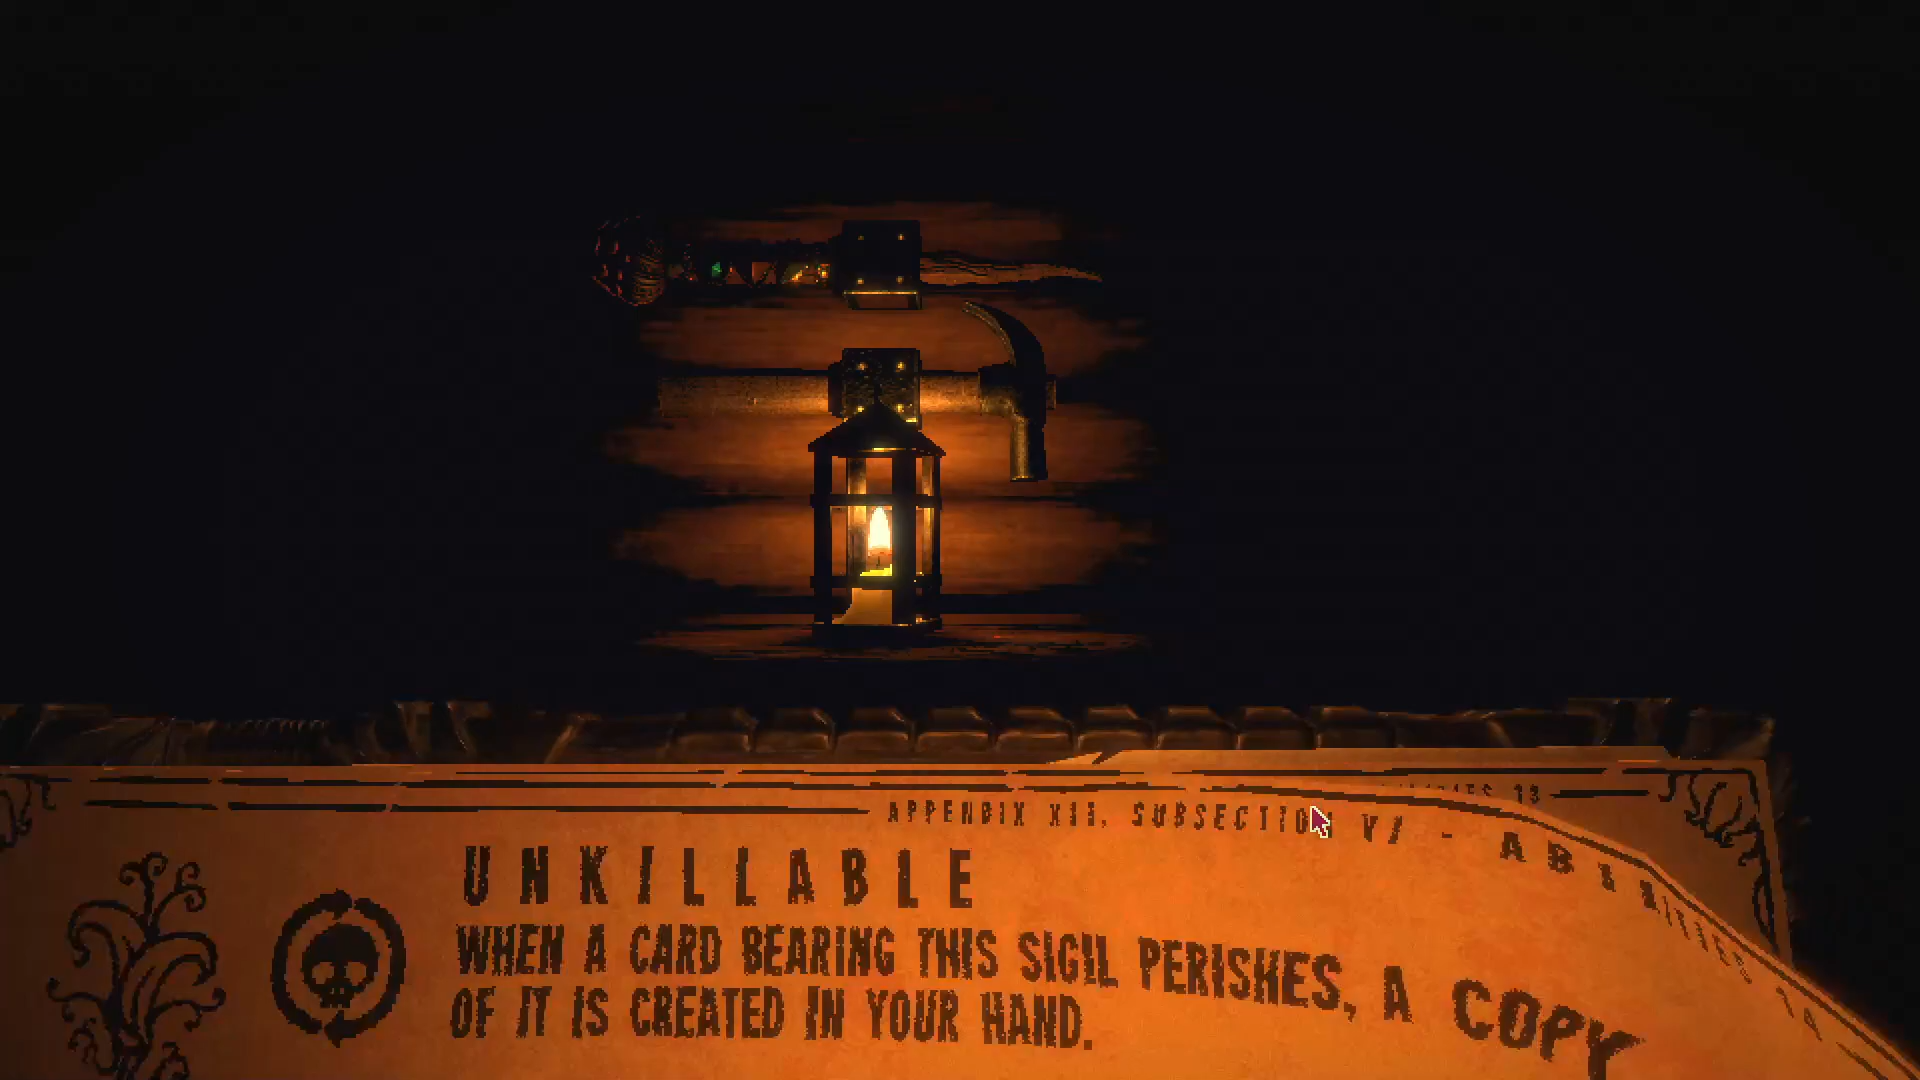 APPENDIX XII, SUBSECTION VI - ABILITIES 14
UNKILLABLE
WHEN A CARD BEARING THIS SIGIL PERISHES, A COPY
OF IT IS CREATED IN YOUR HAND.